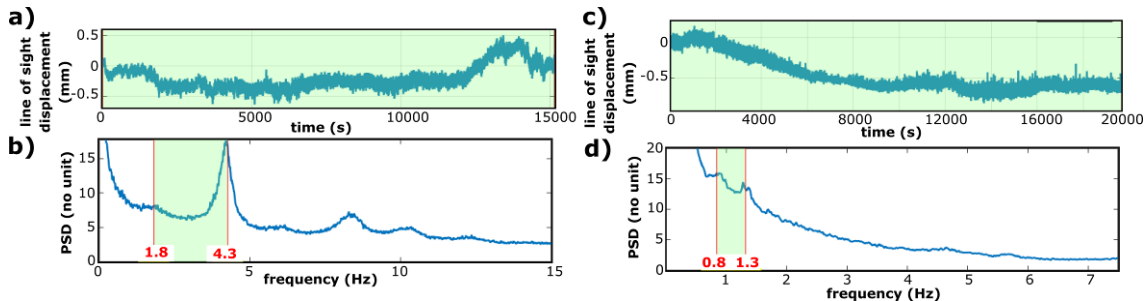 a)
line of sight
displacement
(mm)
0.5
0
-0.5
0
5000
10000
15000
time (s)
b)
PSD (no unit)
15
10
5
0
1.8
4.3
0
5
10
15
frequency (Hz)
c)
line of sight
displacement
(mm)
0
-0.5
0
4000
8000
12000
16000
20000
time (s)
d)
PSD (no unit)
20
15
10
5
0
0.8
1.3
1
2
3
4
5
6
7
frequency (Hz)